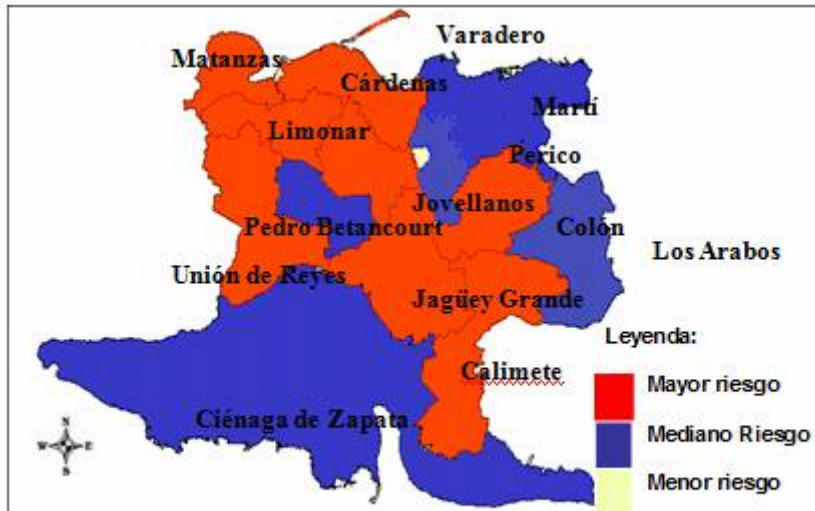 Varadero
Matanzas
Cárdenas
Martí
Limonar
Perico
Jovellanos
Pedro Betancourt
Colón
Los Arabos
Unión de Reyes
Jagüey Grande
Leyenda:
Calimete
Mayor riesgo
Ciénaga de Zapata
Mediano Riesgo
Menor riesgo
N
W E
S